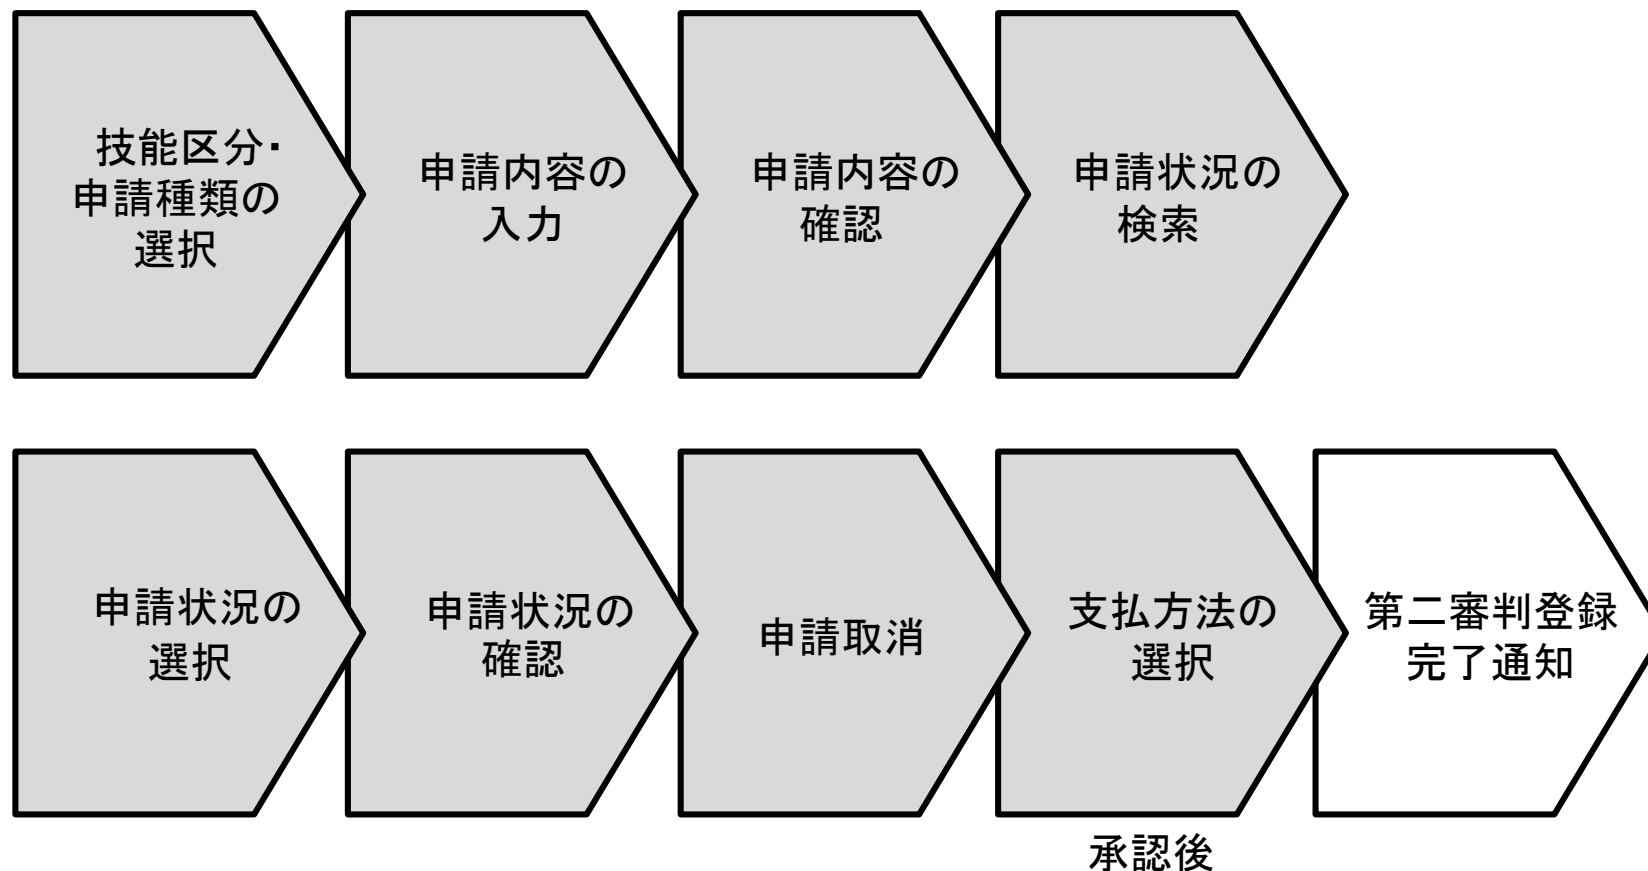 技能区分・
申請種類の
選択
申請内容の
入力
申請内容の
確認
申請状況の
検索
申請状況の
選択
申請状況の
確認
申請取消
支払方法の
選択
第二審判登録
完了通知
承認後